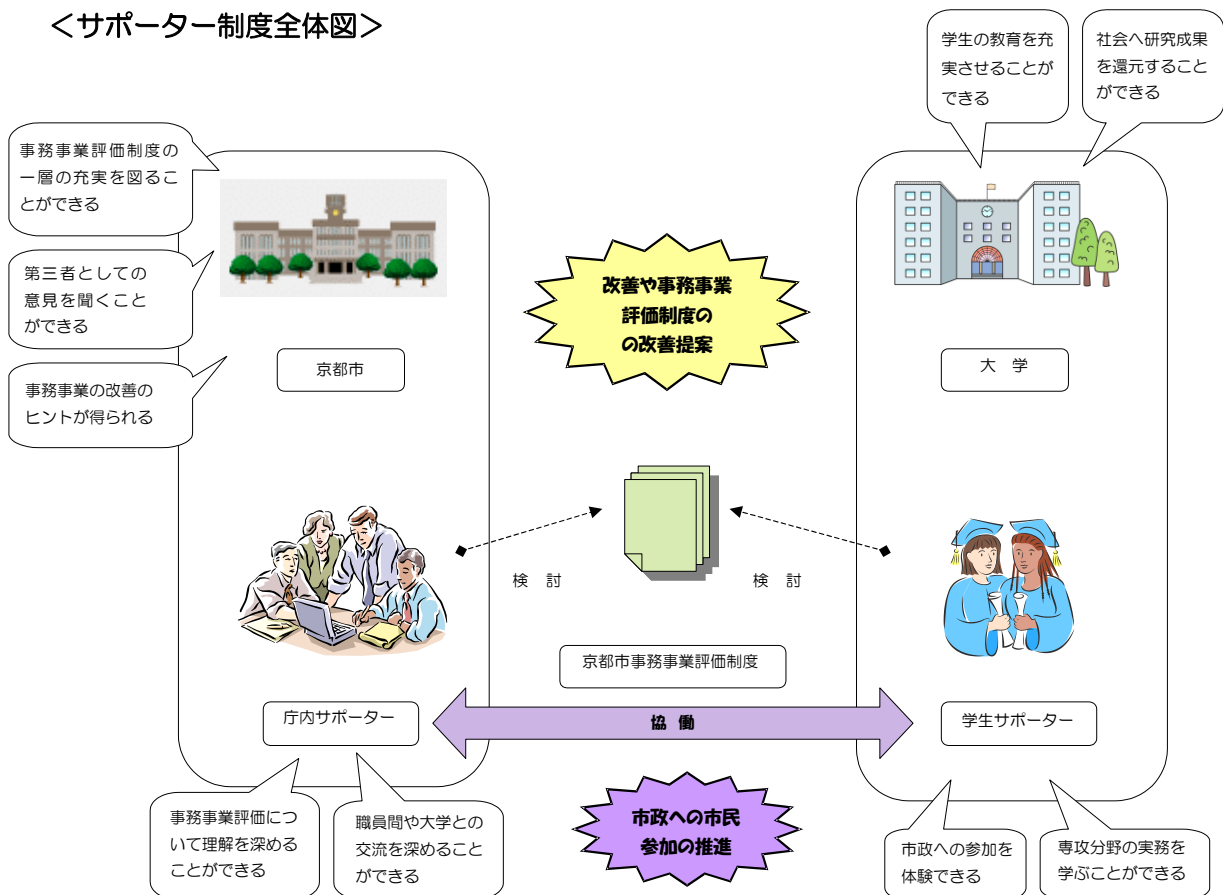 ＜サポーター制度全体図＞
学生の教育を充
実させることが
できる
社会へ研究成果
を還元すること
ができる
事務事業評価制度の
一層の充実を図るこ
とができる
第三者としての
意見を聞くこと
ができる
事務事業の改善の
ヒントが得られる
京都市
改善や事務事業
評価制度の
の改善提案
大　学
検　討
検　討
京都市事務事業評価制度
庁内サポーター
協 働
学生サポーター
事務事業評価につ
いて理解を深める
ことができる
職員間や大学との
交流を深めること
ができる
市政への市民
参加の推進
市政への参加を
体験できる
専攻分野の実務を
学ぶことができる